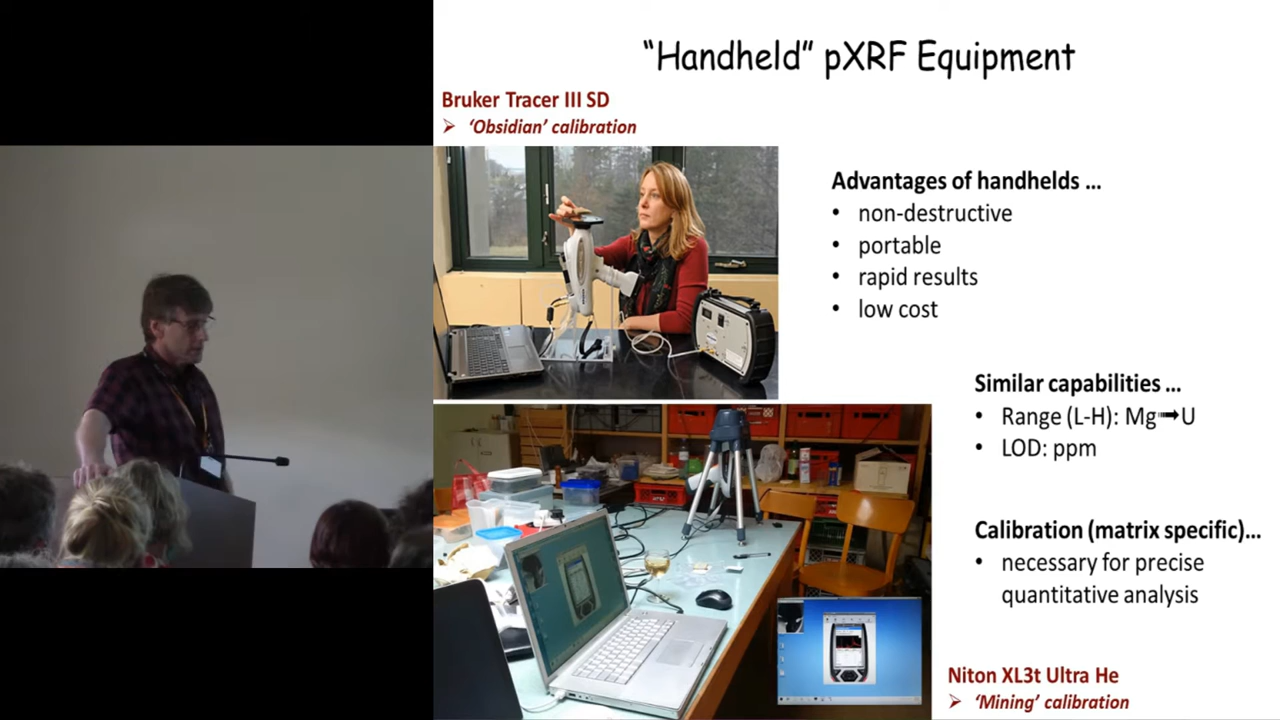 “Handheld” pXRF Equipment
Bruker Tracer III SD
➢ ‘Obsidian’ calibration
Advantages of handhelds …
• non-destructive
• portable
• rapid results
• low cost
Similar capabilities …
• Range (L-H): Mg➟U
• LOD: ppm
Calibration (matrix specific)…
• necessary for precise
quantitative analysis
Niton XL3t Ultra He
➢ ‘Mining’ calibration